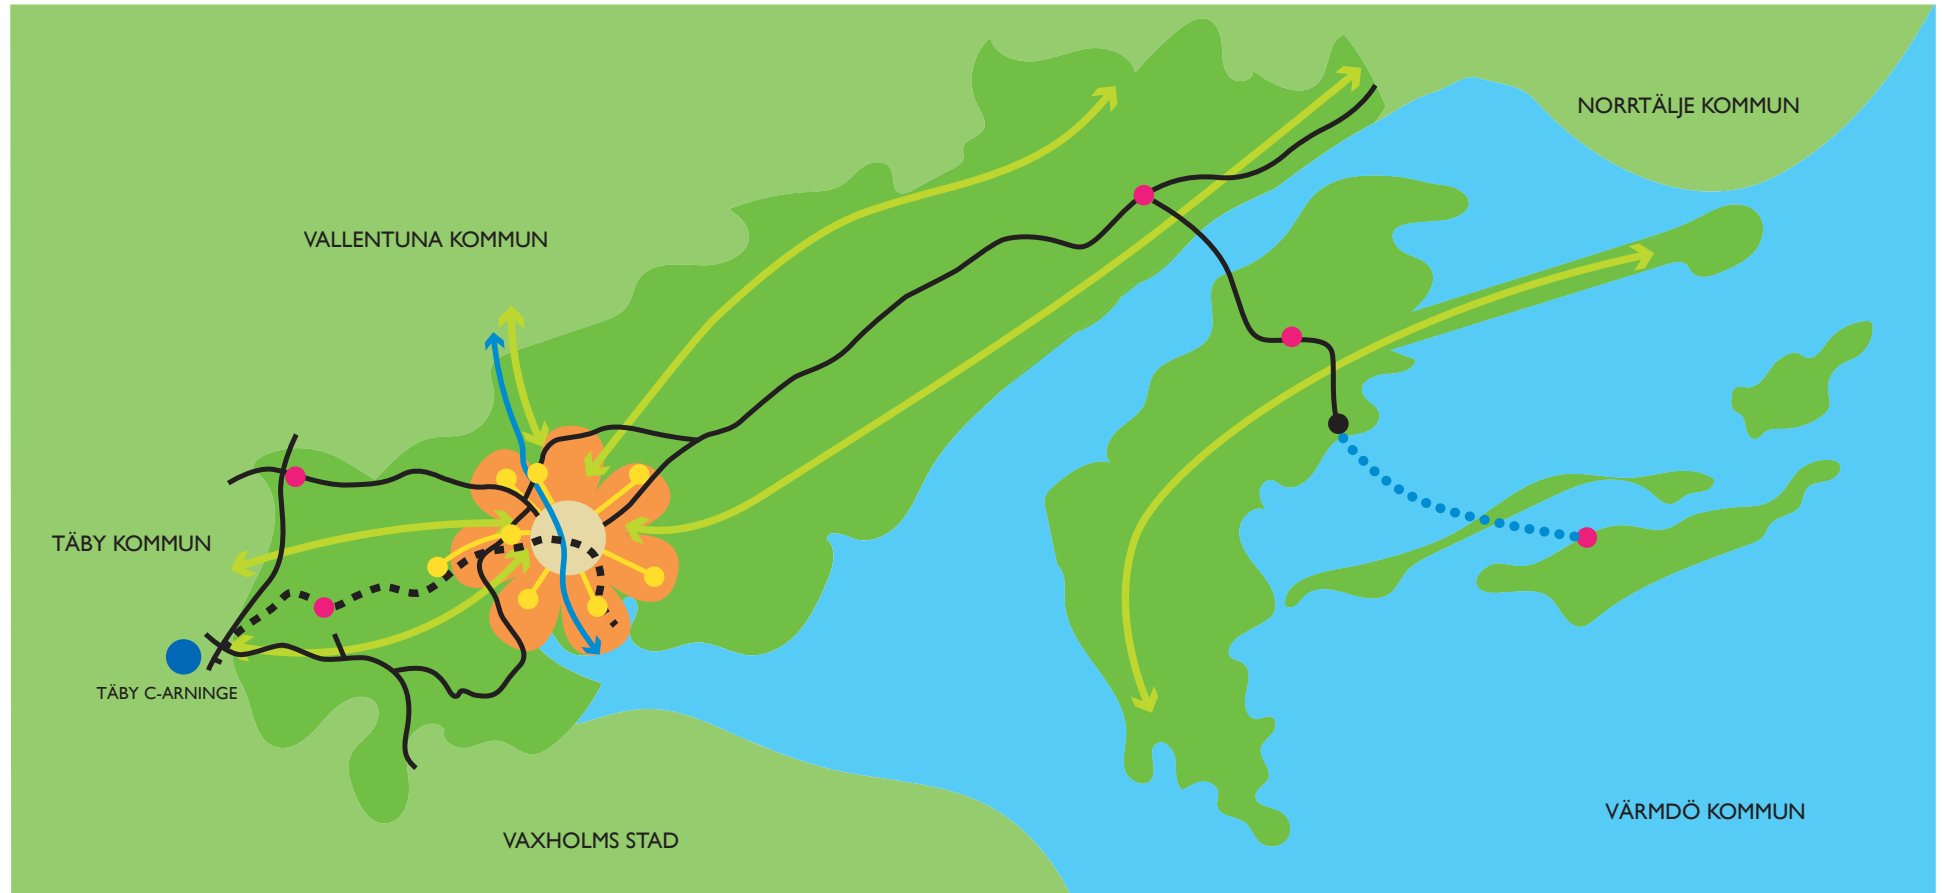 NORRTÄLJE KOMMUN
VALLENTUNA KOMMUN
TÄBY KOMMUN
TÄBY C-ARNINGE
VÄRMDÖ KOMMUN
VAXHOLMS STAD